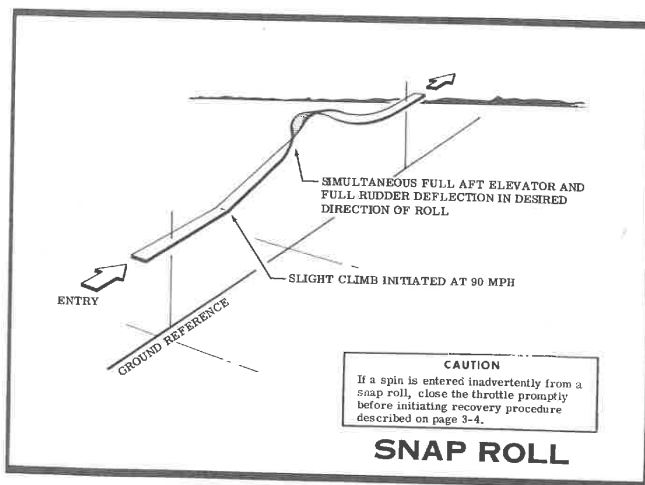 SIMULTANEOUS FULL AFT ELEVATOR AND
FULL RUDDER DEFLECTION IN DESIRED
DIRECTION OF ROLL
SLIGHT CLIMB INITIATED AT 90 MPH
ENTRY
GROUND REFERENCE
CAUTION
If a spin is entered inadvertently from a
snap roll, close the throttle promptly
before initiating recovery procedure
described on page 3-4.
SNAP ROLL